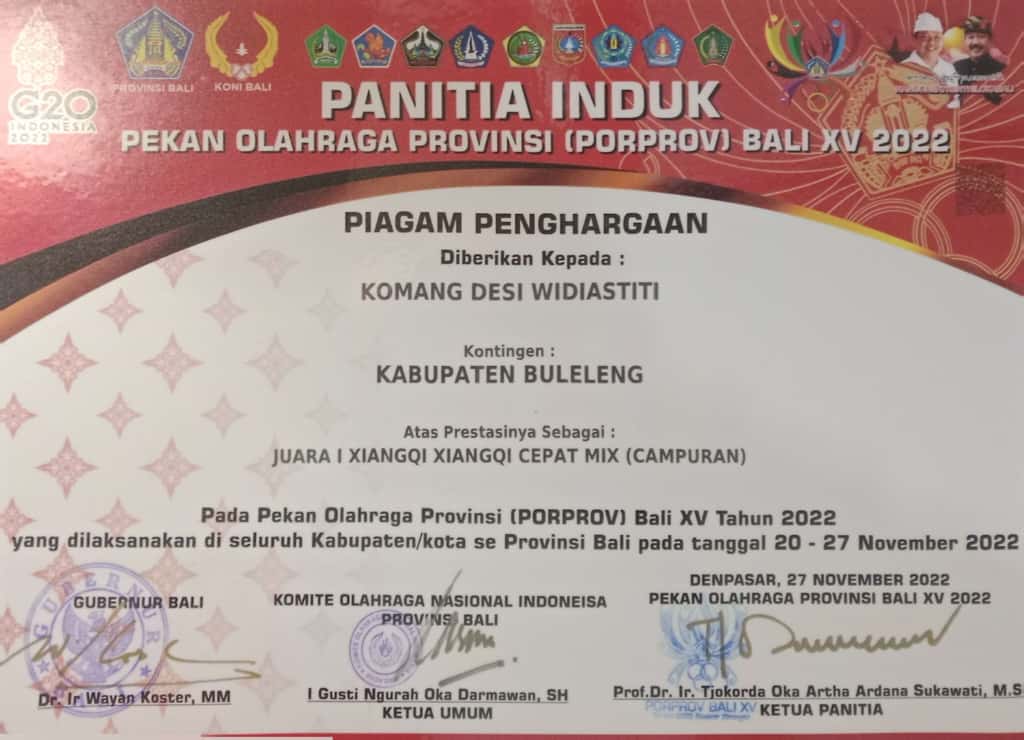 G20
INDONESIA
2022
PROVINSI BALI
KONI BALI
PANITIA INDUK
PEKAN OLAHRAGA PROVINSI (PORPROV) BALI XV 2022
PIAGAM PENGHARGAAN
Diberikan Kepada :
KOMANG DESI WIDIASTITI
Kontingen :
KABUPATEN BULELENG
Atas Prestasinya Sebagai :
JUARA I XIANGQI XIANGQI CEPAT MIX (CAMPURAN)
Pada Pekan Olahraga Provinsi (PORPROV) Bali XV Tahun 2022
yang dilaksanakan di seluruh Kabupaten/kota se Provinsi Bali pada tanggal 20 - 27 November 2022
GUBERNUR BALI
GUBERNUR
Dr. Ir Wayan Koster, MM
KOMITE OLAHRAGA NASIONAL INDONEISA
PROVINSI BALI
I Gusti Ngurah Oka Darmawan, SH
KETUA UMUM
DENPASAR, 27 NOVEMBER 2022
PEKAN OLAHRAGA PROVINSI BALI XV 2022
Prof.Dr. Ir. Tjokorda Oka Artha Ardana Sukawati, M.S
PORPROV BALI XV
KETUA PANITIA